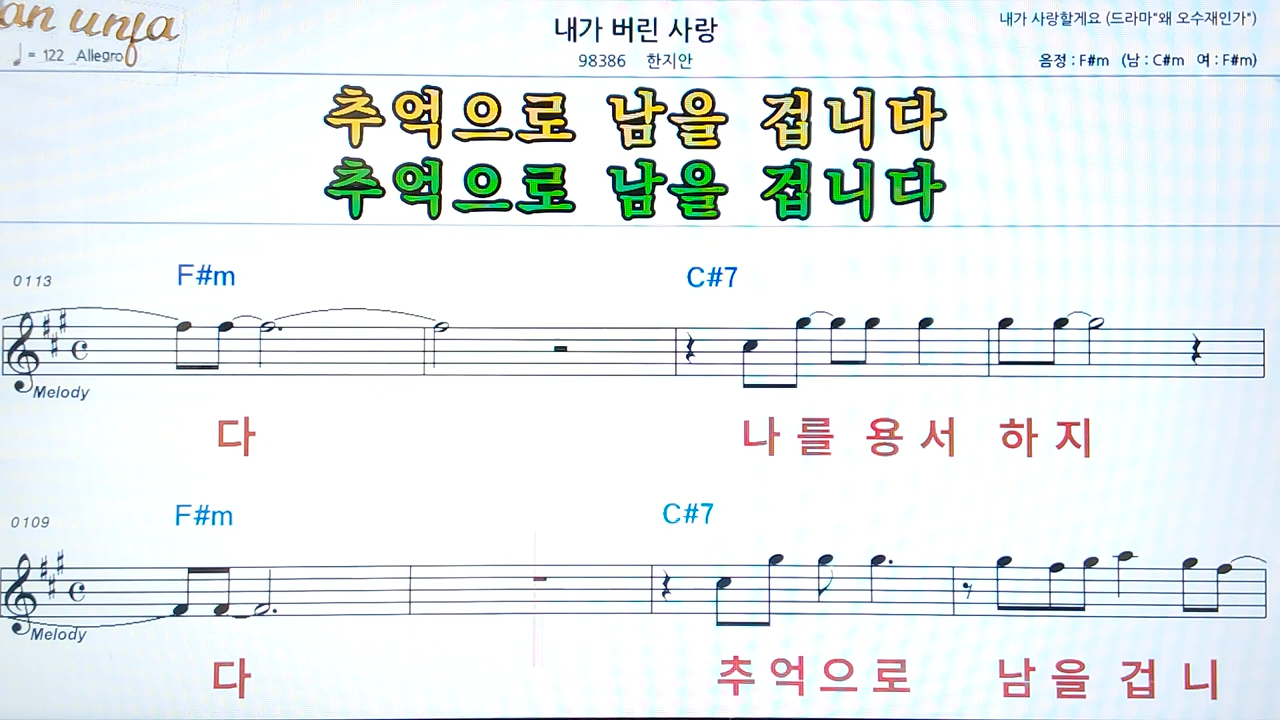 an unja
♩ = 122 Allegro
내가 버린 사랑
98386 한지안
내가 사랑할게요 (드라마"왜 오수재인가")
음정 : F#m (남 : C#m 여 : F#m)
추억으로 남을 겁니다
추억으로 남을 겁니다
0113
F#m C#7
Melody
다 나를 용서 하지
0109
F#m C#7
Melody
다 추억으로 남을 겁 니